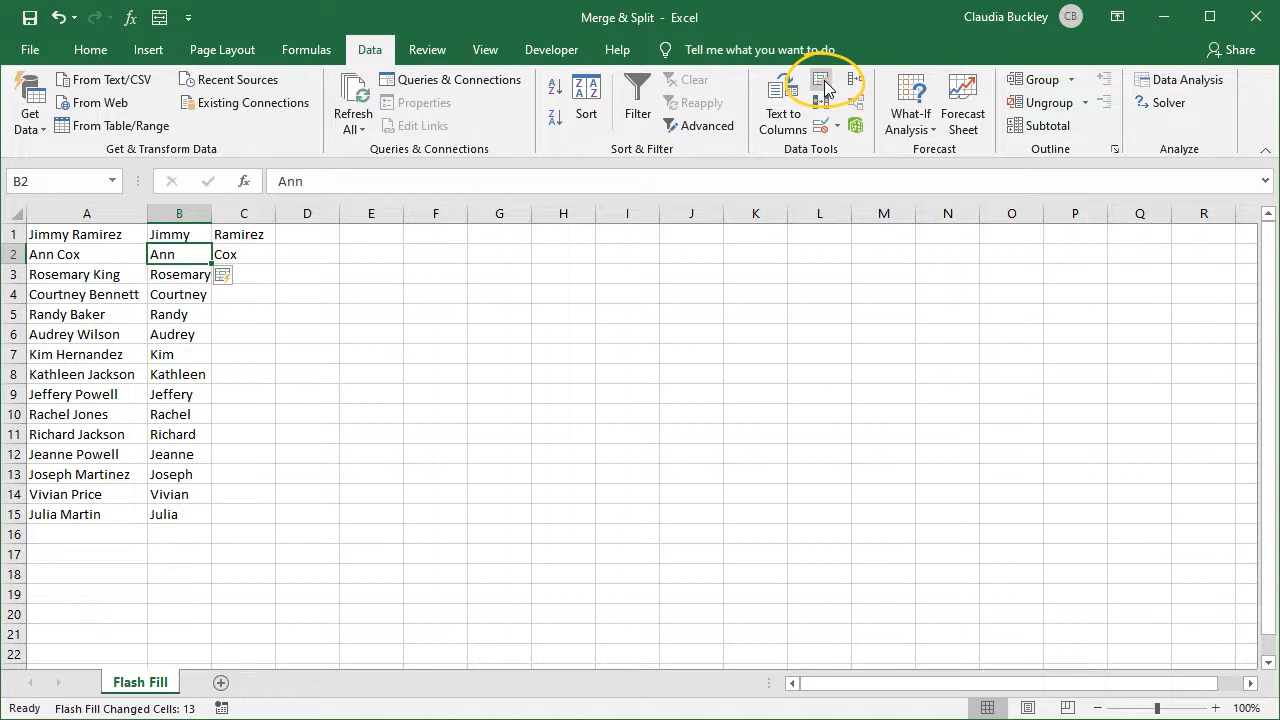 Merge & Split - Excel
Claudia Buckley CB
File Home Insert Page Layout Formulas Data Review View Developer Help Tell me what you want to do Share
Get Data
From Text/CSV
From Web
From Table/Range
Recent Sources
Existing Connections
Get & Transform Data
Refresh All
Queries & Connections
Properties
Edit Links
Queries & Connections
Sort
Filter
Clear
Reapply
Advanced
Sort & Filter
Text to Columns
Data Tools
What-If Analysis
Forecast Sheet
Forecast
Group
Ungroup
Subtotal
Outline
Data Analysis
Solver
Analyze
B2 fx Ann
A B C D E F G H I J K L M N O P Q R
1 Jimmy Ramirez Jimmy Ramirez
2 Ann Cox Ann Cox
3 Rosemary King Rosemary
4 Courtney Bennett Courtney
5 Randy Baker Randy
6 Audrey Wilson Audrey
7 Kim Hernandez Kim
8 Kathleen Jackson Kathleen
9 Jeffery Powell Jeffery
10 Rachel Jones Rachel
11 Richard Jackson Richard
12 Jeanne Powell Jeanne
13 Joseph Martinez Joseph
14 Vivian Price Vivian
15 Julia Martin Julia
16
17
18
19
20
21
22
Flash Fill
Ready Flash Fill Changed Cells: 13 100%